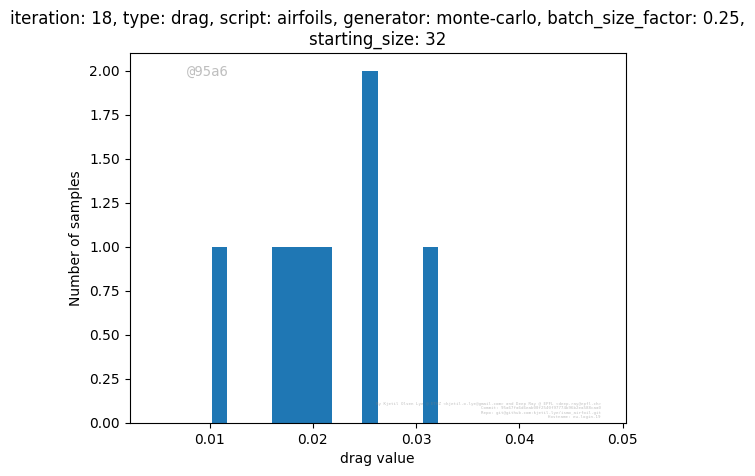 iteration: 18, type: drag, script: airfoils, generator: monte-carlo, batch_size_factor: 0.25,
starting_size: 32
@95a6
2.00
1.75
1.50
1.25
1.00
0.75
0.50
0.25
0.00
Number of samples
0.01
0.02
0.03
0.04
0.05
drag value